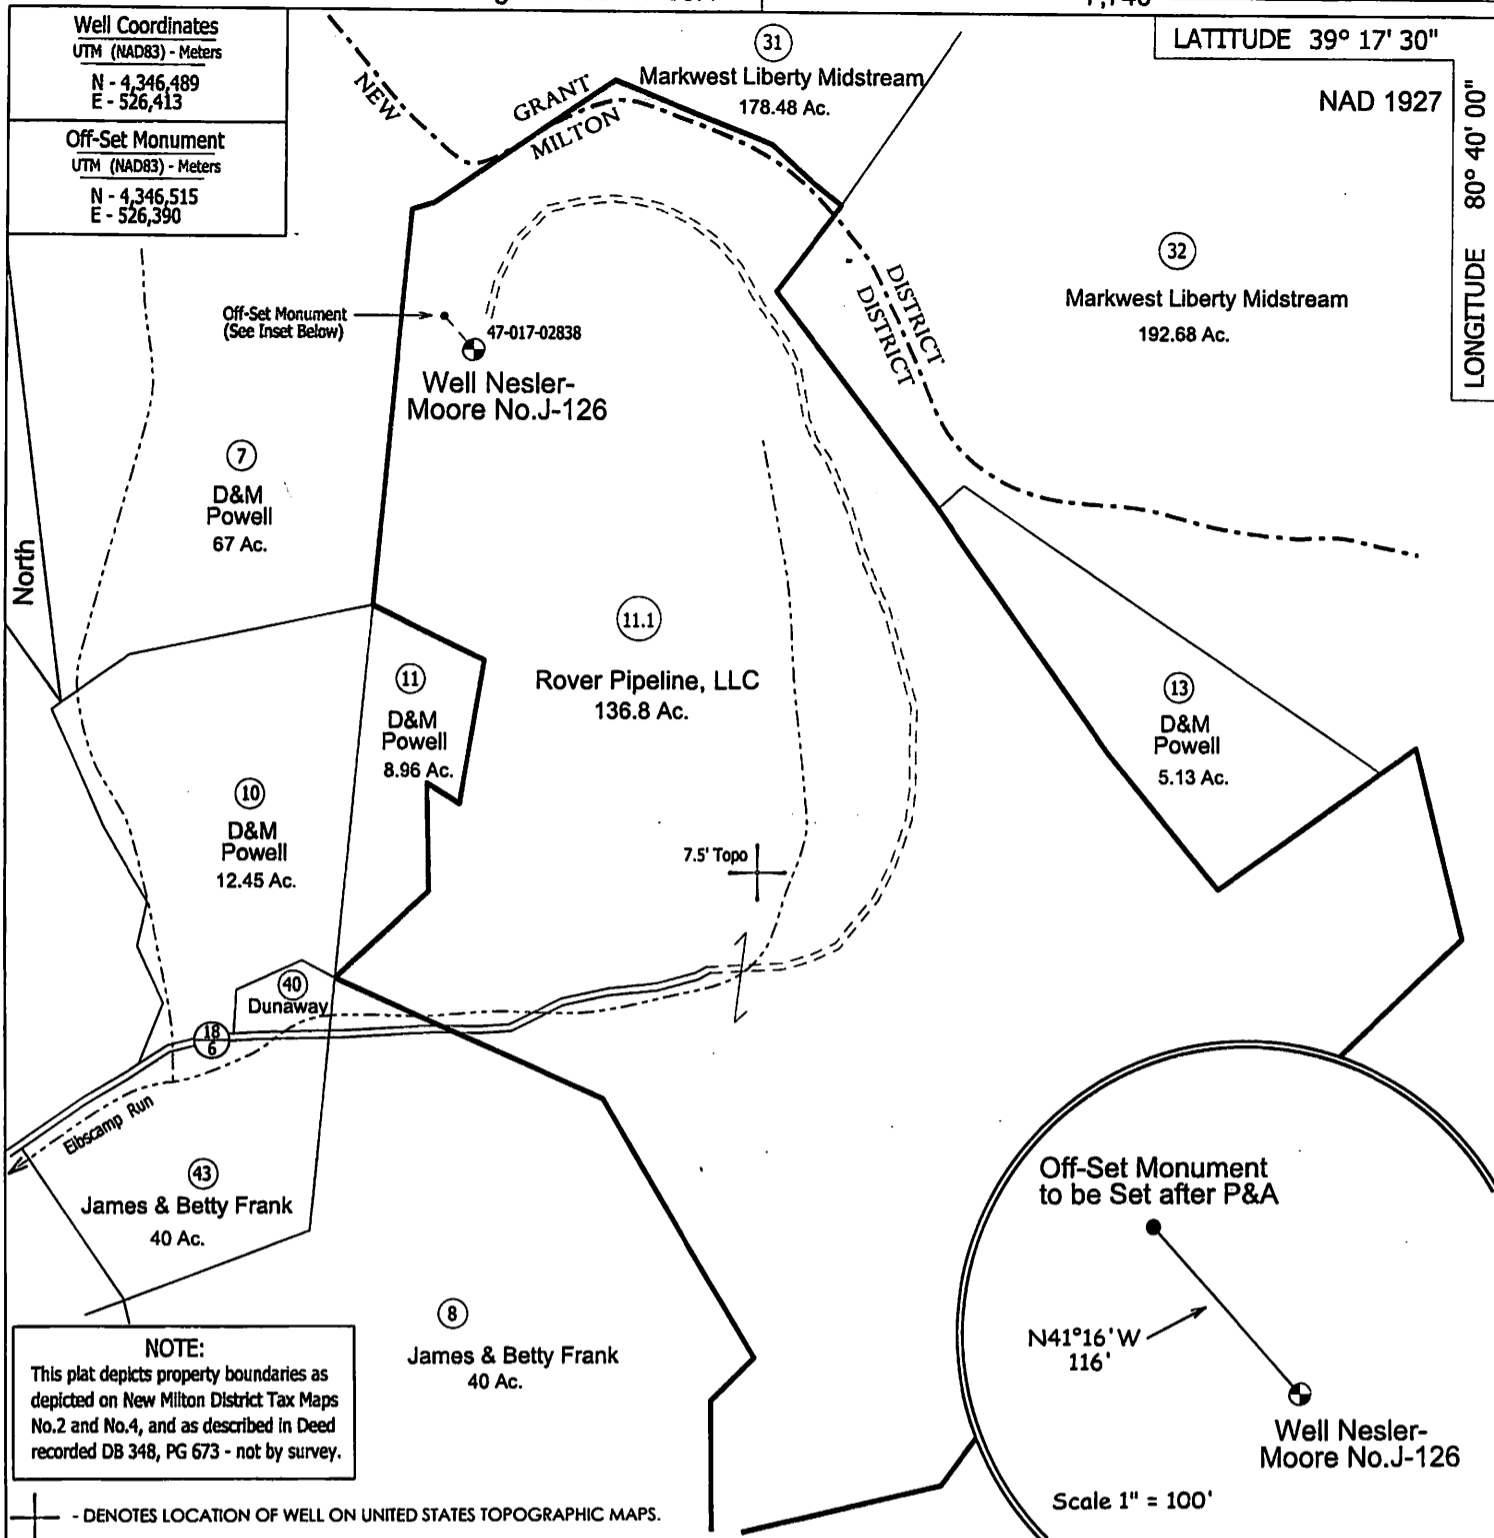 Well Coordinates
UTM (NAD83) - Meters
N - 4,346,489
E - 526,413
Off-Set Monument
UTM (NAD83) - Meters
N - 4,346,515
E - 526,390
31
Markwest Liberty Midstream
178.48 Ac.
LATITUDE 39° 17' 30"
NAD 1927
LONGITUDE 80° 40' 00"
NEW
GRANT
MILTON
DISTRICT
DISTRICT
32
Markwest Liberty Midstream
192.68 Ac.
Off-Set Monument
(See Inset Below)
47-017-02838
Well Nesler-
Moore No.J-126
7
D&M
Powell
67 Ac.
North
11.1
Rover Pipeline, LLC
136.8 Ac.
11
D&M
Powell
8.96 Ac.
13
D&M
Powell
5.13 Ac.
10
D&M
Powell
12.45 Ac.
7.5' Topo
40
Dunaway
18
6
Elbscamp Run
43
James & Betty Frank
40 Ac.
8
James & Betty Frank
40 Ac.
Off-Set Monument
to be Set after P&A
N41°16'W
116'
Well Nesler-
Moore No.J-126
Scale 1" = 100'
NOTE:
This plat depicts property boundaries as
depicted on New Milton District Tax Maps
No.2 and No.4, and as described in Deed
recorded DB 348, PG 673 - not by survey.
- DENOTES LOCATION OF WELL ON UNITED STATES TOPOGRAPHIC MAPS.